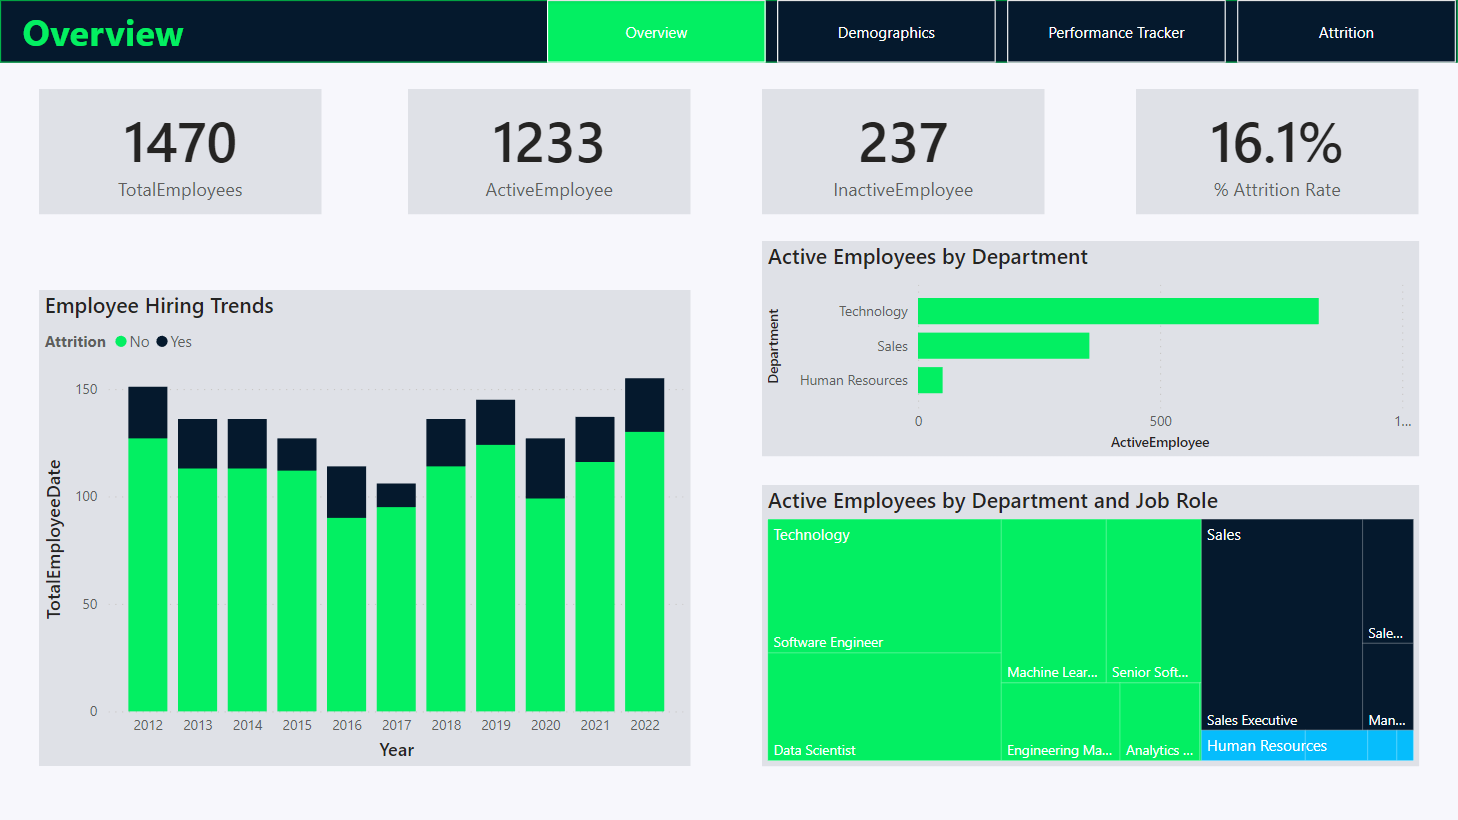 Overview
Overview
Demographics
Performance Tracker
Attrition
1470
TotalEmployees
1233
ActiveEmployee
237
InactiveEmployee
16.1%
% Attrition Rate
Employee Hiring Trends
Attrition No Yes
TotalEmployeeDate
150
100
50
0
2012 2013 2014 2015 2016 2017 2018 2019 2020 2021 2022
Year
Active Employees by Department
Department
Technology
Sales
Human Resources
0 500 1...
ActiveEmployee
Active Employees by Department and Job Role
Technology
Software Engineer
Data Scientist
Machine Lear...
Senior Soft...
Engineering Ma...
Analytics ...
Sales
Sales Executive
Sale...
Man...
Human Resources